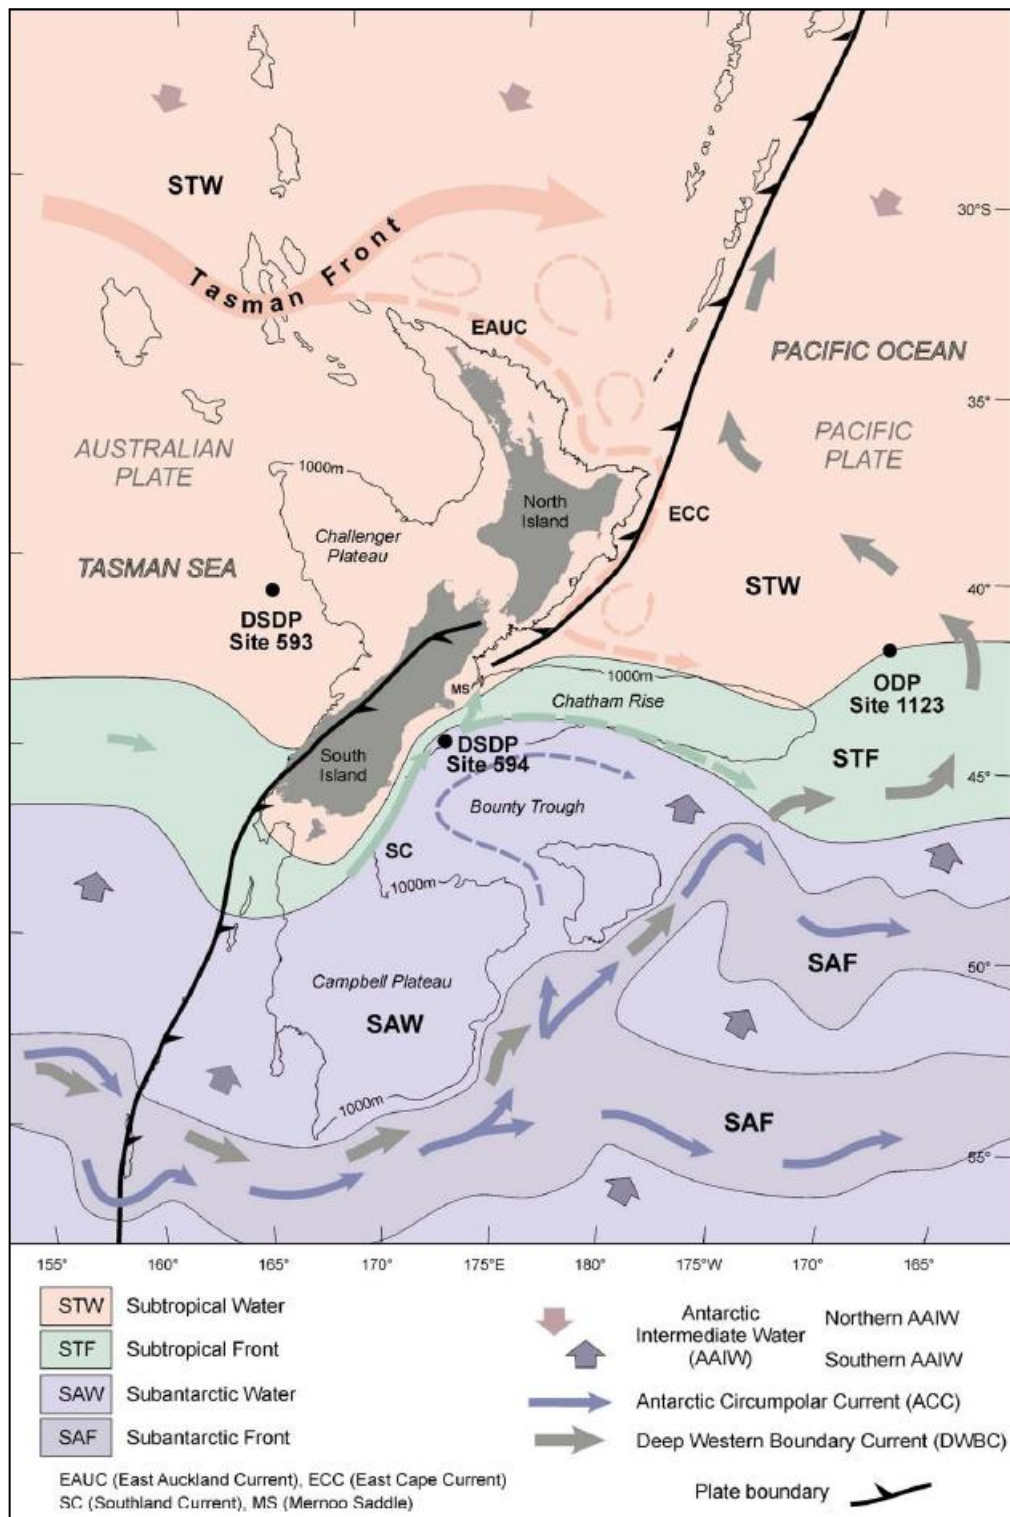 STW
30°S
Tasman Front
EAUC
PACIFIC OCEAN
35°
AUSTRALIAN
PLATE
PACIFIC
PLATE
1000m
North
Island
ECC
Challenger
Plateau
TASMAN SEA
40°
STW
DSDP
Site 593
1000m
MS
ODP
Site 1123
Chatham Rise
DSDP
Site 594
South
Island
STF
45°
Bounty Trough
SC
1000m
50°
SAF
Campbell Plateau
SAW
1000m
SAF
55°
155° 160° 165° 170° 175°E 180° 175°W 170° 165°
STW Subtropical Water
STF Subtropical Front
SAW Subantarctic Water
SAF Subantarctic Front
EAUC (East Auckland Current), ECC (East Cape Current)
SC (Southland Current), MS (Mernoo Saddle)
Antarctic
Intermediate Water
(AAIW)
Northern AAIW
Southern AAIW
Antarctic Circumpolar Current (ACC)
Deep Western Boundary Current (DWBC)
Plate boundary